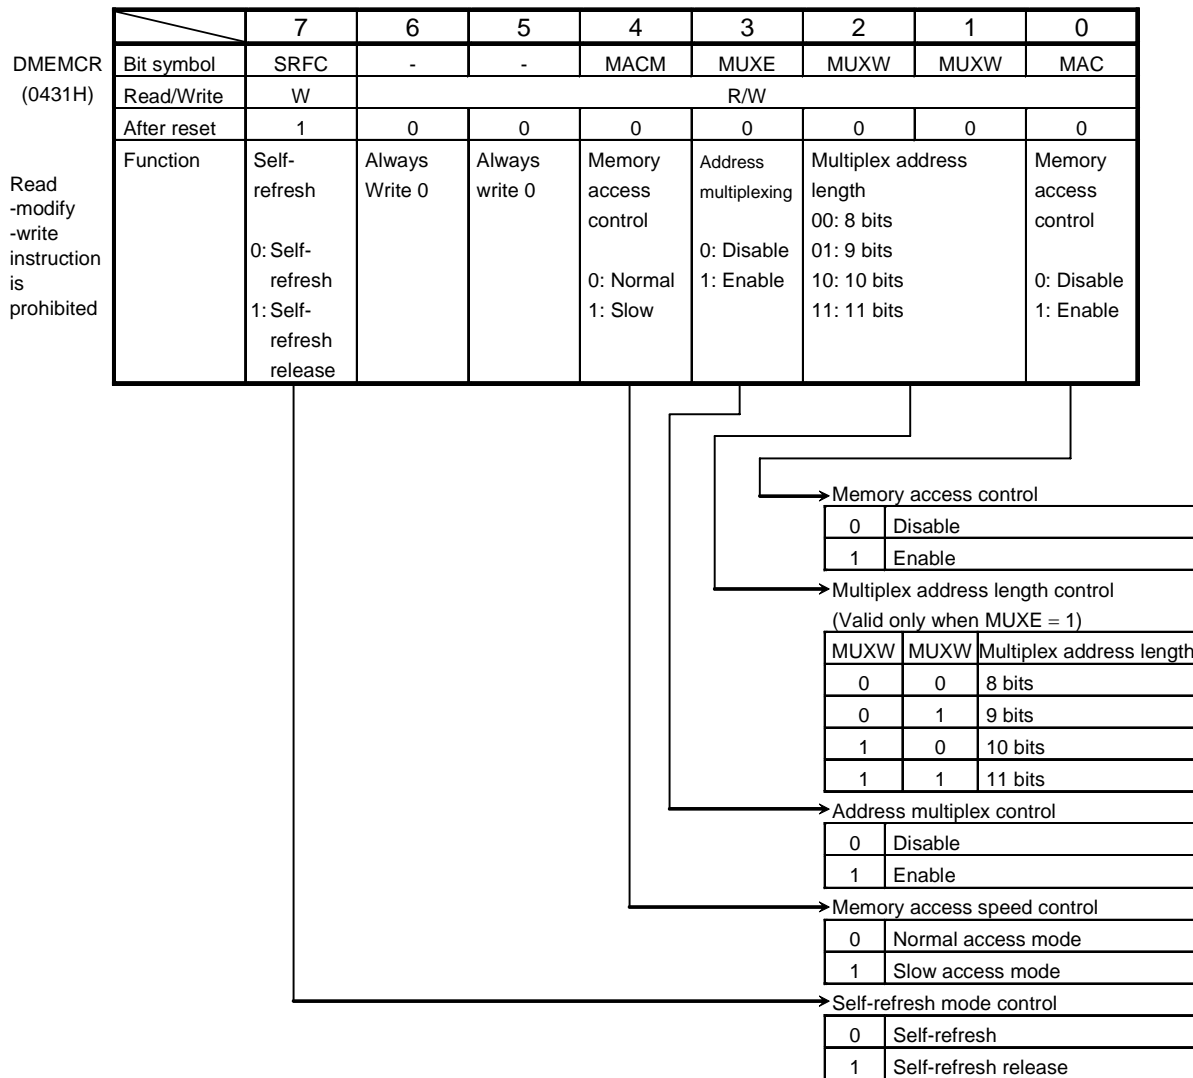 7 6 5 4 3 2 1 0
DMEMCR Bit symbol SRFC - - MACM MUXE MUXW MUXW MAC
(0431H) Read/Write W R/W
After reset 1 0 0 0 0 0 0 0
Function Self- Always Always Memory Address Multiplex address Memory
Read refresh Write 0 write 0 access multiplexing length access
-modify control 00: 8 bits control
-write 0: Self- 0: Disable 01: 9 bits
instruction refresh 0: Normal 1: Enable 10: 10 bits 0: Disable
is 1: Self- 1: Slow 11: 11 bits 1: Enable
prohibited refresh
release
Memory access control
0 Disable
1 Enable
Multiplex address length control
(Valid only when MUXE = 1)
MUXW MUXW Multiplex address length
0 0 8 bits
0 1 9 bits
1 0 10 bits
1 1 11 bits
Address multiplex control
0 Disable
1 Enable
Memory access speed control
0 Normal access mode
1 Slow access mode
Self-refresh mode control
0 Self-refresh
1 Self-refresh release